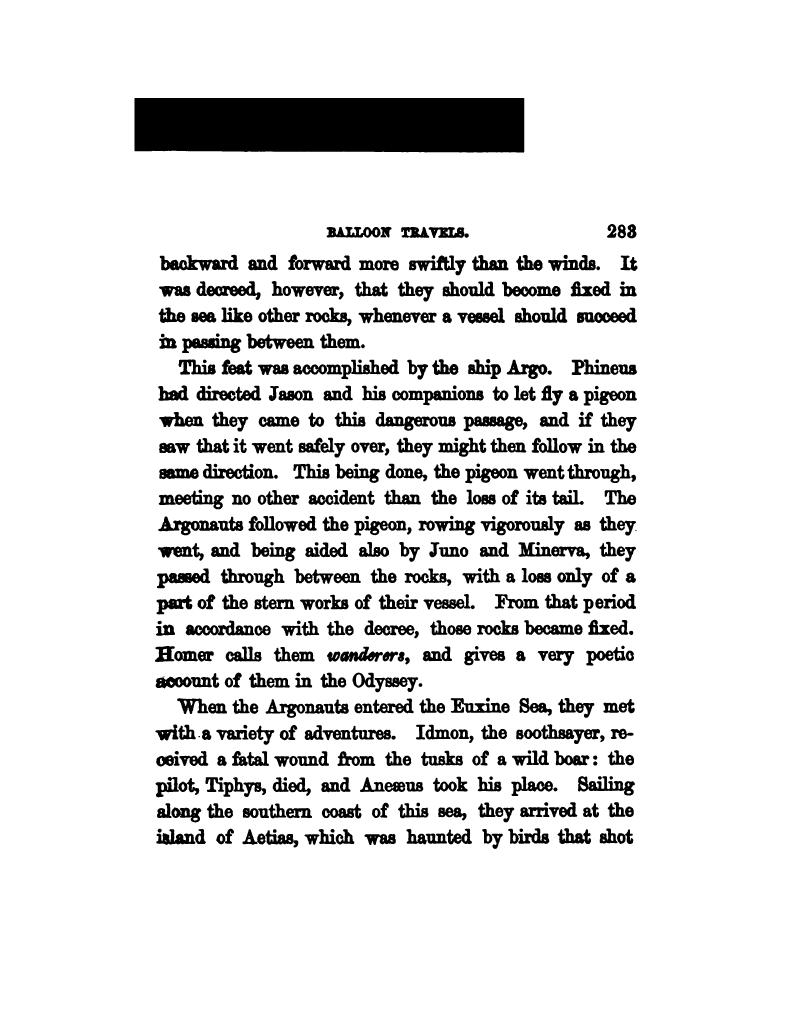 BALLOON TRAVELS. 283
backward and forward more swiftly than the winds. It
was decreed, however, that they should become fixed in
the sea like other rocks, whenever a vessel should succeed
in passing between them.
This feat was accomplished by the ship Argo. Phineus
had directed Jason and his companions to let fly a pigeon
when they came to this dangerous passage, and if they
saw that it went safely over, they might then follow in the
same direction. This being done, the pigeon went through,
meeting no other accident than the loss of its tail. The
Argonauts followed the pigeon, rowing vigorously as they
went, and being aided also by Juno and Minerva, they
passed through between the rocks, with a loss only of a
part of the stern works of their vessel. From that period
in accordance with the decree, those rocks became fixed.
Homer calls them wanderers, and gives a very poetic
account of them in the Odyssey.
When the Argonauts entered the Euxine Sea, they met
with a variety of adventures. Idmon, the soothsayer, re-
ceived a fatal wound from the tusks of a wild boar: the
pilot, Tiphys, died, and Anesæus took his place. Sailing
along the southern coast of this sea, they arrived at the
island of Aetias, which was haunted by birds that shot